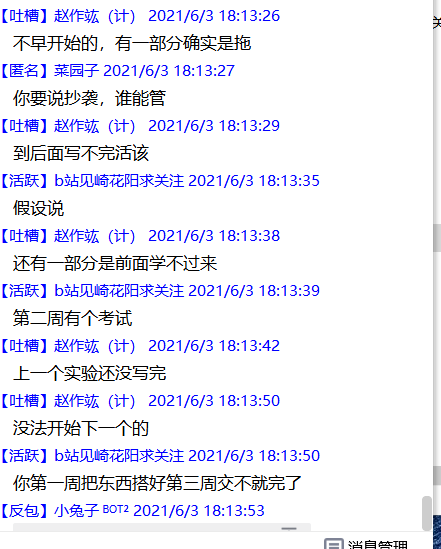 【吐槽】赵作竑（计） 2021/6/3 18:13:26
不早开始的，有一部分确实是拖
【匿名】菜园子 2021/6/3 18:13:27
你要说抄袭，谁能管
【吐槽】赵作竑（计） 2021/6/3 18:13:29
到后面写不完活该
【活跃】b站见崎花阳求关注 2021/6/3 18:13:35
假设说
【吐槽】赵作竑（计） 2021/6/3 18:13:38
还有一部分是前面学不过来
【活跃】b站见崎花阳求关注 2021/6/3 18:13:39
第二周有个考试
【吐槽】赵作竑（计） 2021/6/3 18:13:42
上一个实验还没写完
【吐槽】赵作竑（计） 2021/6/3 18:13:50
没法开始下一个的
【活跃】b站见崎花阳求关注 2021/6/3 18:13:50
你第一周把东西搭好第三周交不就完了
【反包】小兔子 BOT2 2021/6/3 18:13:53
消息管理